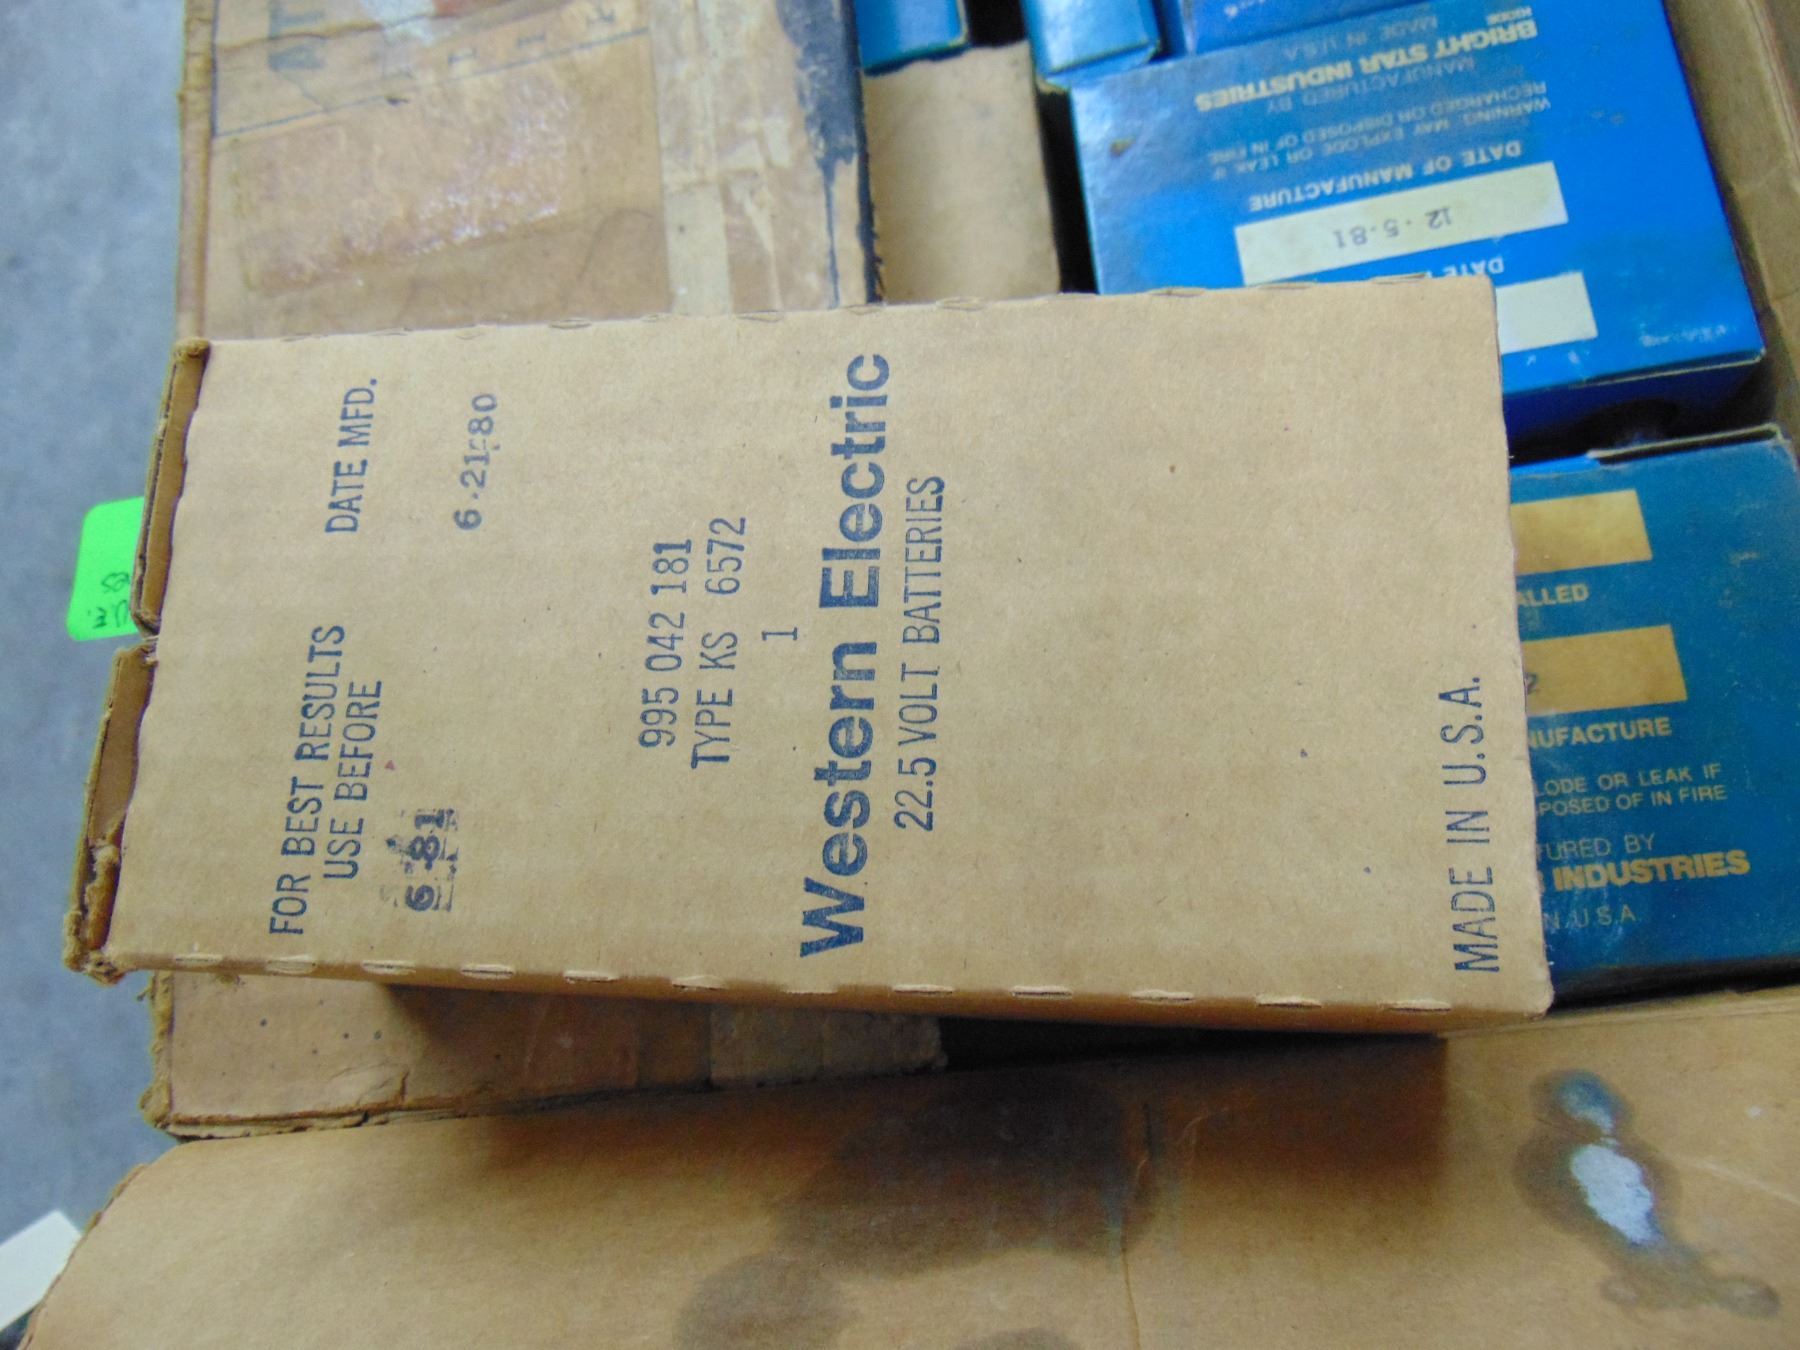 FOR BEST RESULTS
USE BEFORE
6-81
DATE MFD.
6-21-80
995 042 181
TYPE KS 6572
1
Western Electric
22.5 VOLT BATTERIES
MADE IN U.S.A.
DATE
12-5-81
DATE OF MANUFACTURE
WARNING: MAY EXPLODE OR LEAK IF
RECHARGED OR DISPOSED OF IN FIRE
MANUFACTURED BY
BRIGHT STAR INDUSTRIES
MADE IN U.S.A.
ALLED
2
NUFACTURE
LODE OR LEAK IF
POSED OF IN FIRE
TURED BY
INDUSTRIES
N U.S.A.